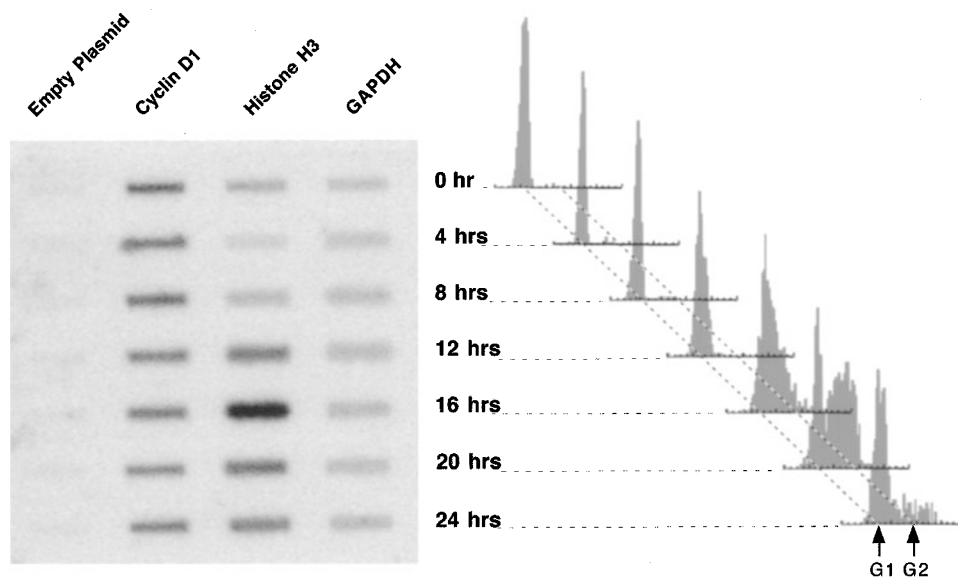 Empty Plasmid
Cyclin D1
Histone H3
GAPDH
0 hr
4 hrs
8 hrs
12 hrs
16 hrs
20 hrs
24 hrs
G1 G2